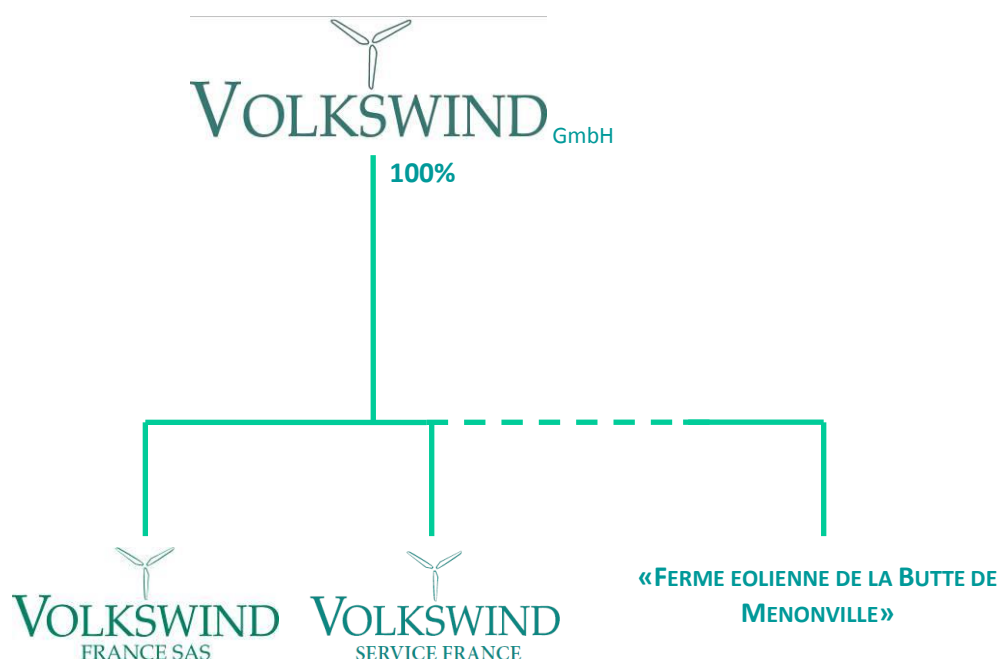 VOLKSWIND GmbH
100%
VOLKSWIND
FRANCE SAS
VOLKSWIND
SERVICE FRANCE
«FERME EOLIENNE DE LA BUTTE DE
MENONVILLE»